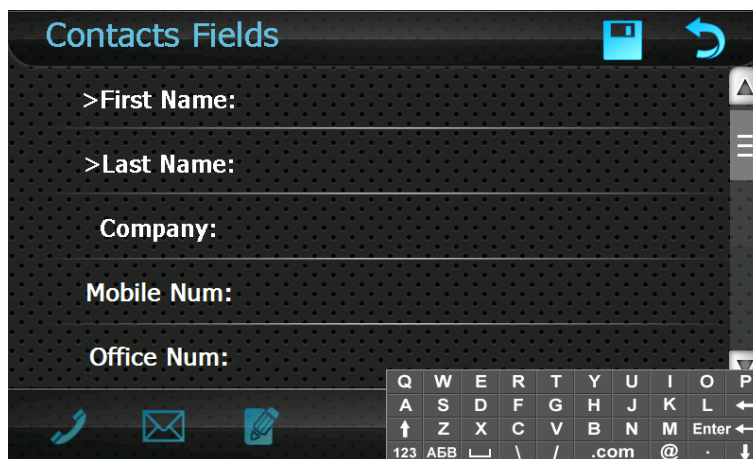 Contacts Fields
>First Name:
>Last Name:
Company:
Mobile Num:
Office Num:
Q W E R T Y U I O P
A S D F G H J K L
Z X C V B N M Enter
123 АБВ \ / .com @ .